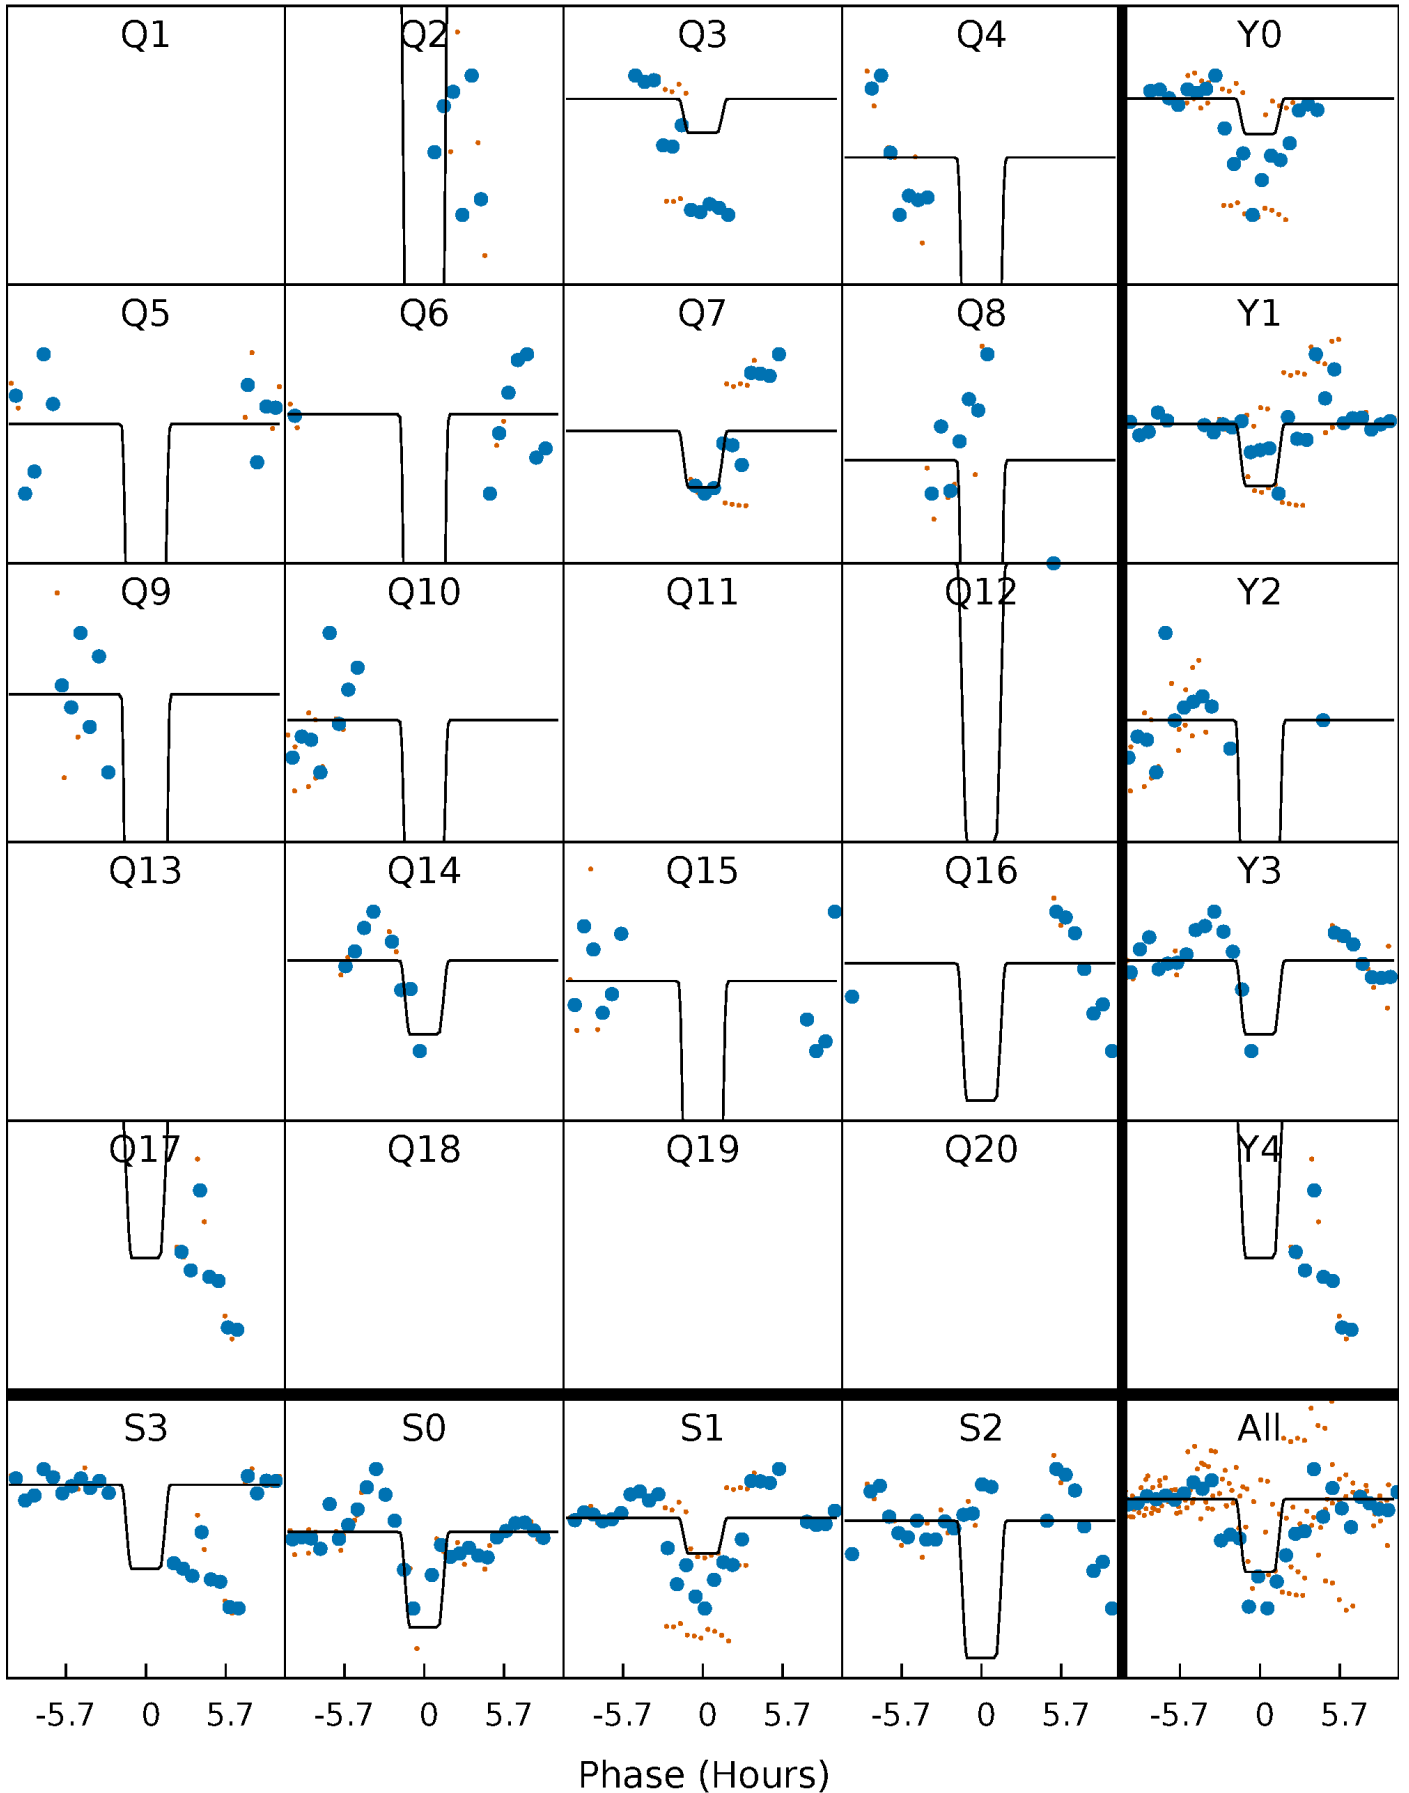 Q1 Q2 Q3 Q4 Y0
Q5 Q6 Q7 Q8 Y1
Q9 Q10 Q11 Q12 Y2
Q13 Q14 Q15 Q16 Y3
Q17 Q18 Q19 Q20 Y4
S3 S0 S1 S2 All
-5.7 0 5.7 -5.7 0 5.7 -5.7 0 5.7 -5.7 0 5.7 -5.7 0 5.7
Phase (Hours)